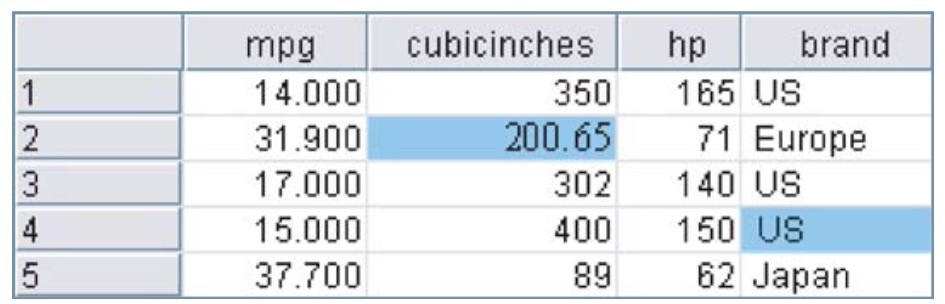 mpg cubicinches hp brand
1 14.000 350 165 US
2 31.900 200.65 71 Europe
3 17.000 302 140 US
4 15.000 400 150 US
5 37.700 89 62 Japan